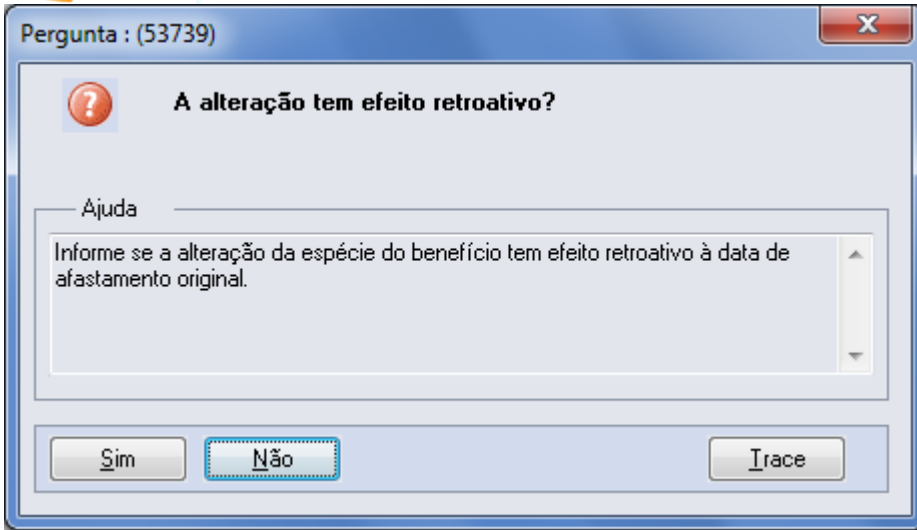 Pergunta : (53739)
A alteração tem efeito retroativo?
Ajuda
Informe se a alteração da espécie do benefício tem efeito retroativo à data de
afastamento original.
Sim Não Trace